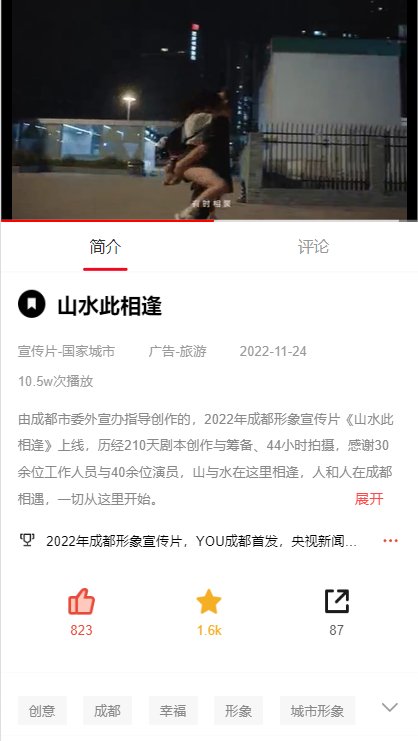 有时相聚
简介
评论
山水此相逢
宣传片-国家城市 广告-旅游 2022-11-24
10.5w次播放
由成都市委外宣办指导创作的，2022年成都形象宣传片《山水此
相逢》上线，历经210天剧本创作与筹备、44小时拍摄，感谢30
余位工作人员与40余位演员，山与水在这里相逢，人和人在成都
相遇，一切从这里开始。
展开
2022年成都形象宣传片，YOU成都首发，央视新闻...
823
1.6k
87
创意 成都 幸福 形象 城市形象